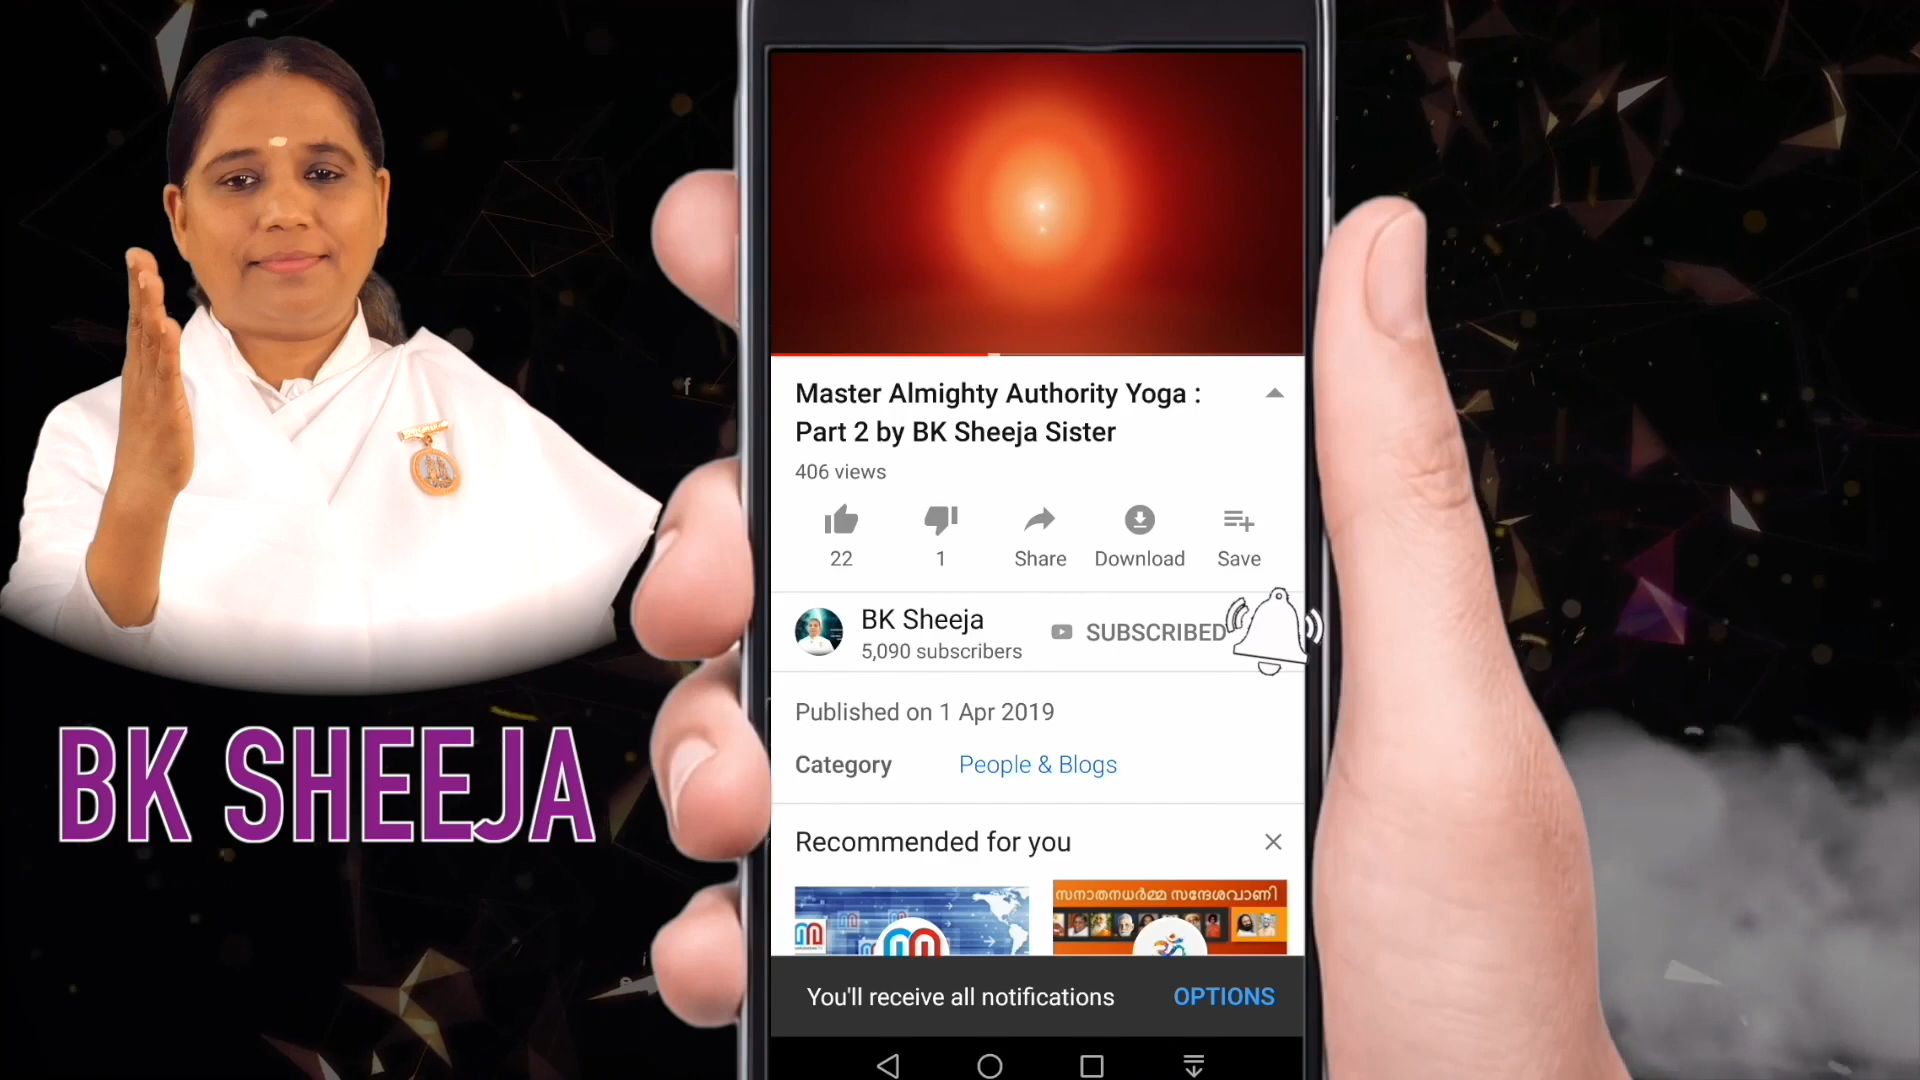 Master Almighty Authority Yoga :
Part 2 by BK Sheeja Sister
406 views
22
1
Share
Download
Save
BK Sheeja
5,090 subscribers
SUBSCRIBED
Published on 1 Apr 2019
Category
People & Blogs
Recommended for you
സനാതനധർമ്മ സന്ദേശവാണി
You'll receive all notifications
OPTIONS
BK SHEEJA